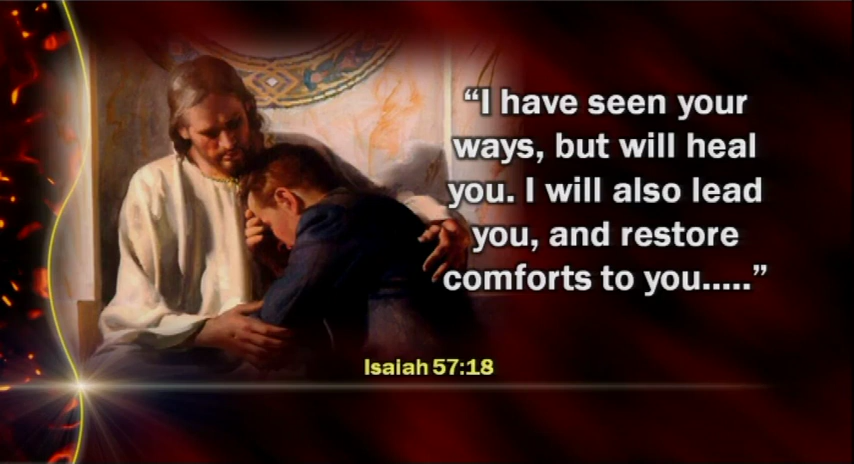 “I have seen your
ways, but will heal
you. I will also lead
you, and restore
comforts to you.....”
Isaiah 57:18